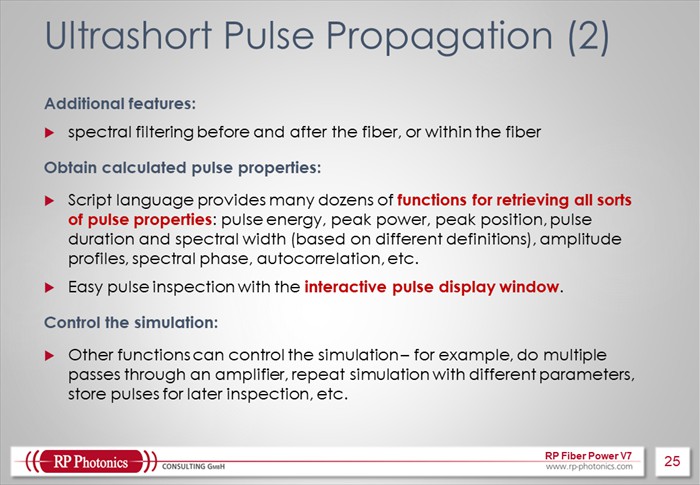 Ultrashort Pulse Propagation (2)
Additional features:
spectral filtering before and after the fiber, or within the fiber
Obtain calculated pulse properties:
Script language provides many dozens of functions for retrieving all sorts
of pulse properties: pulse energy, peak power, peak position, pulse
duration and spectral width (based on different definitions), amplitude
profiles, spectral phase, autocorrelation, etc.
Easy pulse inspection with the interactive pulse display window.
Control the simulation:
Other functions can control the simulation – for example, do multiple
passes through an amplifier, repeat simulation with different parameters,
store pulses for later inspection, etc.
RP Photonics CONSULTING GMBH
RP Fiber Power V7
www.rp-photonics.com
25